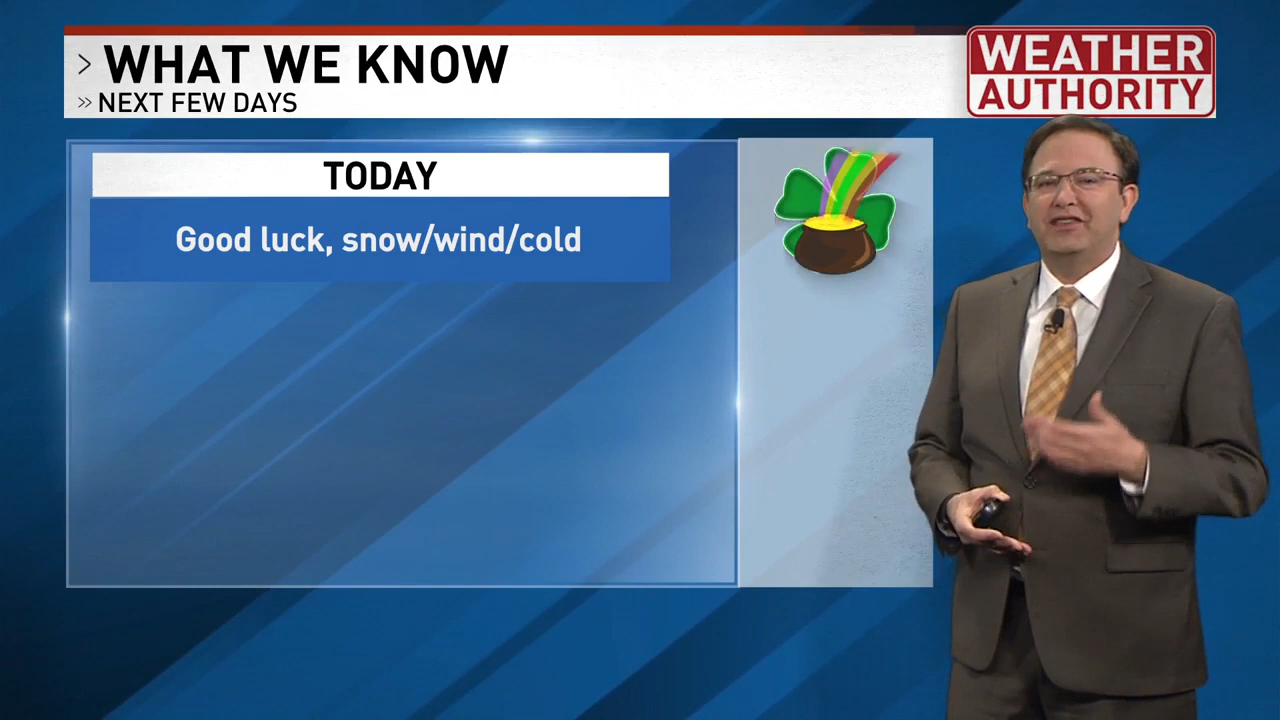 > WHAT WE KNOW
» NEXT FEW DAYS
WEATHER
AUTHORITY
TODAY
Good luck, snow/wind/cold